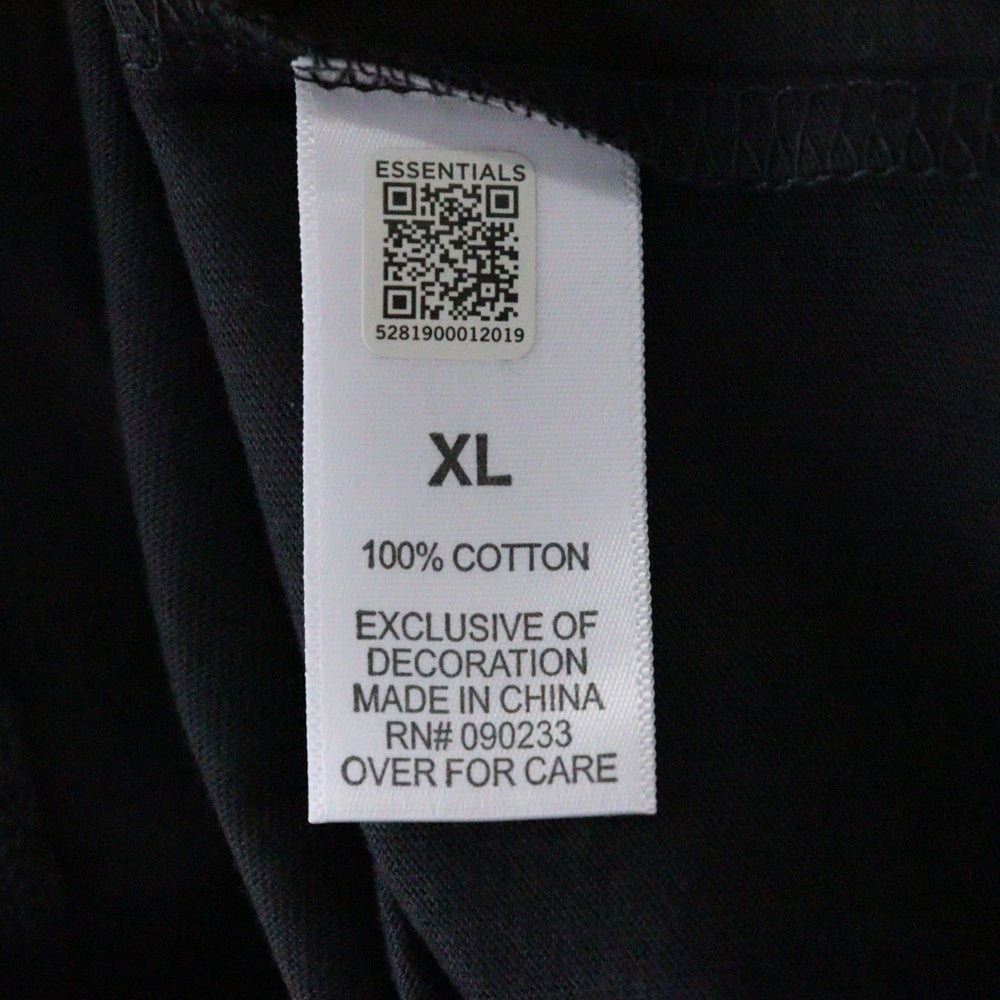 ESSENTIALS
5281900012019
XL
100% COTTON
EXCLUSIVE OF
DECORATION
MADE IN CHINA
RN# 090233
OVER FOR CARE